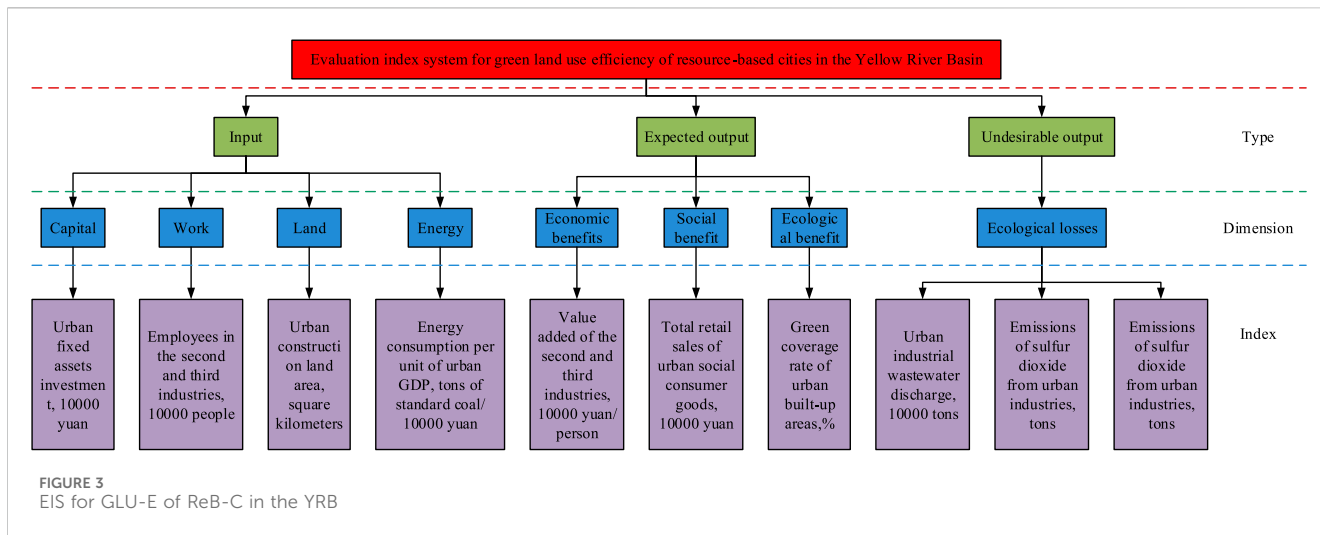 Evaluation index system for green land use efficiency of resource-based cities in the Yellow River Basin
Input
Expected output
Undesirable output
Type
Capital
Work
Land
Energy
Economic
benefits
Social
benefit
Ecologic
al benefit
Ecological losses
Dimension
Urban
fixed
assets
investmen
t, 10000
yuan
Employees in
the second
and third
industries,
10000 people
Urban
constructi
on land
area,
square
kilometers
Energy
consumption per
unit of urban
GDP, tons of
standard coal/
10000 yuan
Value
added of the
second and
third
industries,
10000 yuan/
person
Total retail
sales of
urban social
consumer
goods,
10000 yuan
Green
coverage
rate of
urban
built-up
areas,%
Urban
industrial
wastewater
discharge,
10000 tons
Emissions
of sulfur
dioxide
from urban
industries,
tons
Emissions
of sulfur
dioxide
from urban
industries,
tons
Index
FIGURE 3
EIS for GLU-E of ReB-C in the YRB